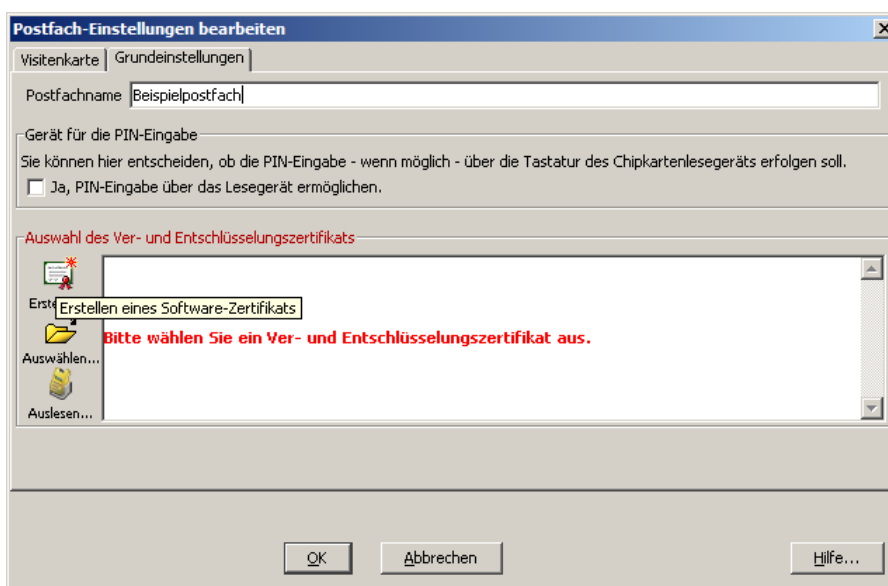 Postfach-Einstellungen bearbeiten
Visitenkarte
Grundeinstellungen
Postfachname Beispielpostfach
Gerät für die PIN-Eingabe
Sie können hier entscheiden, ob die PIN-Eingabe - wenn möglich - über die Tastatur des Chipkartenlesegeräts erfolgen soll.
Ja, PIN-Eingabe über das Lesegerät ermöglichen.
Auswahl des Ver- und Entschlüsselungszertifikats
Erstellen eines Software-Zertifikats
Bitte wählen Sie ein Ver- und Entschlüsselungszertifikat aus.
Auswählen...
Auslesen...
OK
Abbrechen
Hilfe...